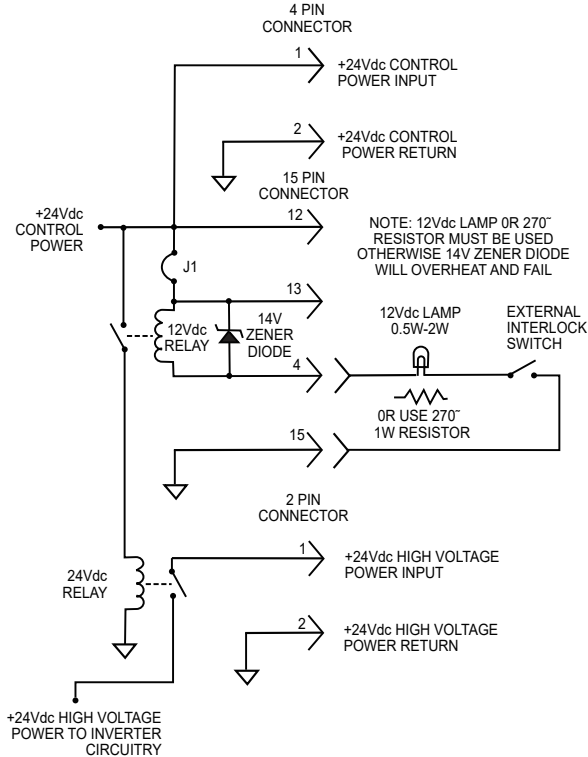 4 PIN
CONNECTOR
1
+24Vdc CONTROL
POWER INPUT
2
+24Vdc CONTROL
POWER RETURN
15 PIN
CONNECTOR
+24Vdc
CONTROL
POWER
12
NOTE: 12Vdc LAMP 0R 270˜
RESISTOR MUST BE USED
OTHERWISE 14V ZENER DIODE
WILL OVERHEAT AND FAIL
J1
13
12Vdc
RELAY
14V
ZENER
DIODE
12Vdc LAMP
0.5W-2W
EXTERNAL
INTERLOCK
SWITCH
4
0R USE 270˜
1W RESISTOR
15
2 PIN
CONNECTOR
1
+24Vdc HIGH VOLTAGE
POWER INPUT
24Vdc
RELAY
2
+24Vdc HIGH VOLTAGE
POWER RETURN
+24Vdc HIGH VOLTAGE
POWER TO INVERTER
CIRCUITRY